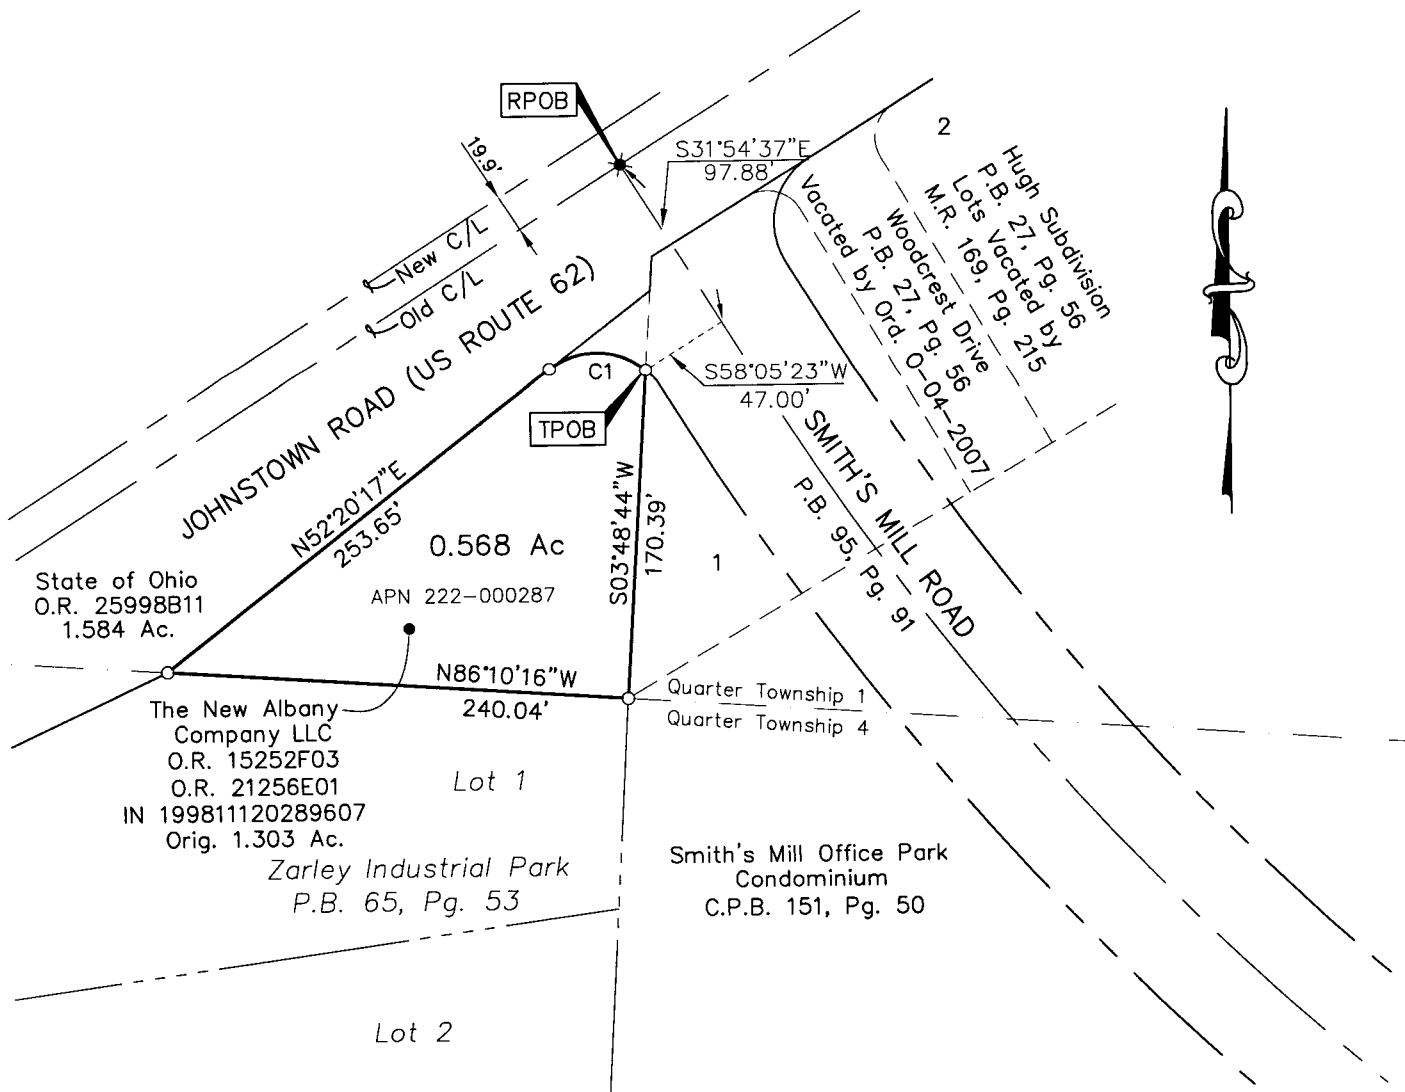 RPOB
19.9'
S31°54'37"E
97.88'
2
Hugh Subdivision
P.B. 27, Pg. 56
Lots Vacated by
M.R. 169, Pg. 215
Woodcrest Drive
P.B. 27, Pg. 56
Vacated by Ord. O-04-2007
New C/L
Old C/L
JOHNSTOWN ROAD (US ROUTE 62)
C1
S58°05'23"W
47.00'
TPOB
SMITH'S MILL ROAD
P.B. 95, Pg. 91
N52°20'17"E
253.65'
S03°48'44"W
170.39'
0.568 Ac
1
APN 222-000287
State of Ohio
O.R. 25998B11
1.584 Ac.
N86°10'16"W
240.04'
Quarter Township 1
Quarter Township 4
The New Albany
Company LLC
O.R. 15252F03
O.R. 21256E01
IN 199811120289607
Orig. 1.303 Ac.
Lot 1
Zarley Industrial Park
P.B. 65, Pg. 53
Smith's Mill Office Park
Condominium
C.P.B. 151, Pg. 50
Lot 2